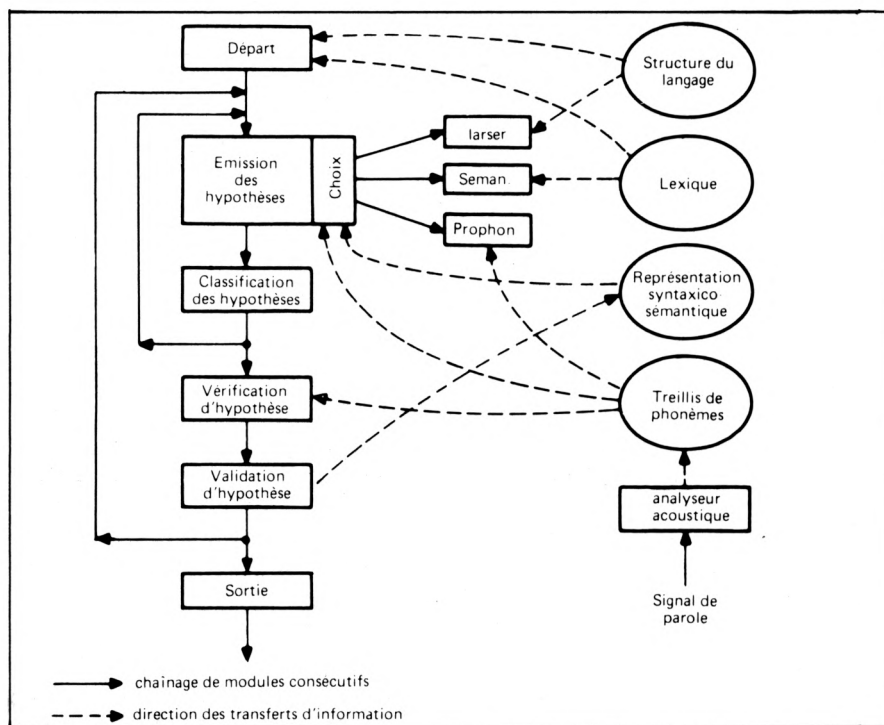 Départ
Structure du
langage
larser
Emission
des
hypothèses
Choix
Seman.
Lexique
Prophon
Classification
des hypothèses
Représentation
syntaxico-
sémantique
Vérification
d'hypothèse
Treillis de
phonèmes
Validation
d'hypothèse
analyseur
acoustique
Sortie
Signal de
parole
chaînage de modules consécutifs
direction des transferts d'information